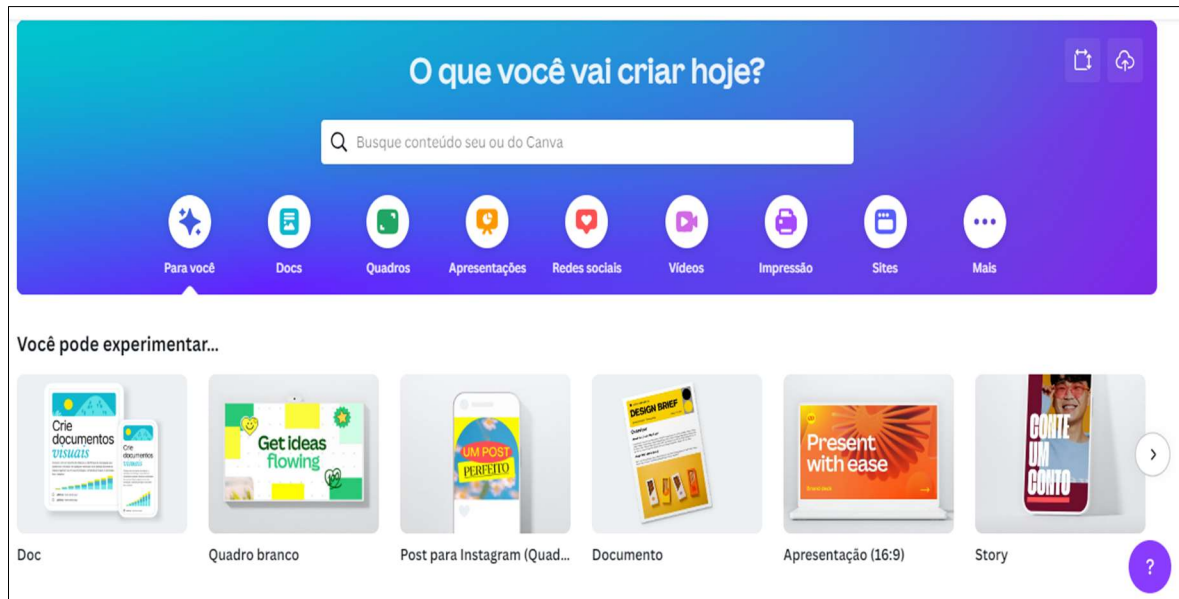 O que você vai criar hoje?
Busque conteúdo seu ou do Canva
Para você
Docs
Quadros
Apresentações
Redes sociais
Vídeos
Impressão
Sites
Mais
Você pode experimentar...
Crie
documentos
visuais
Crie
documentos
visuais
Get ideas
flowing
UM POST
PERFEITO
DESIGN BRIEF
Present
with ease
CONTE
UM
CONTO
Doc
Quadro branco
Post para Instagram (Quad...
Documento
Apresentação (16:9)
Story
?